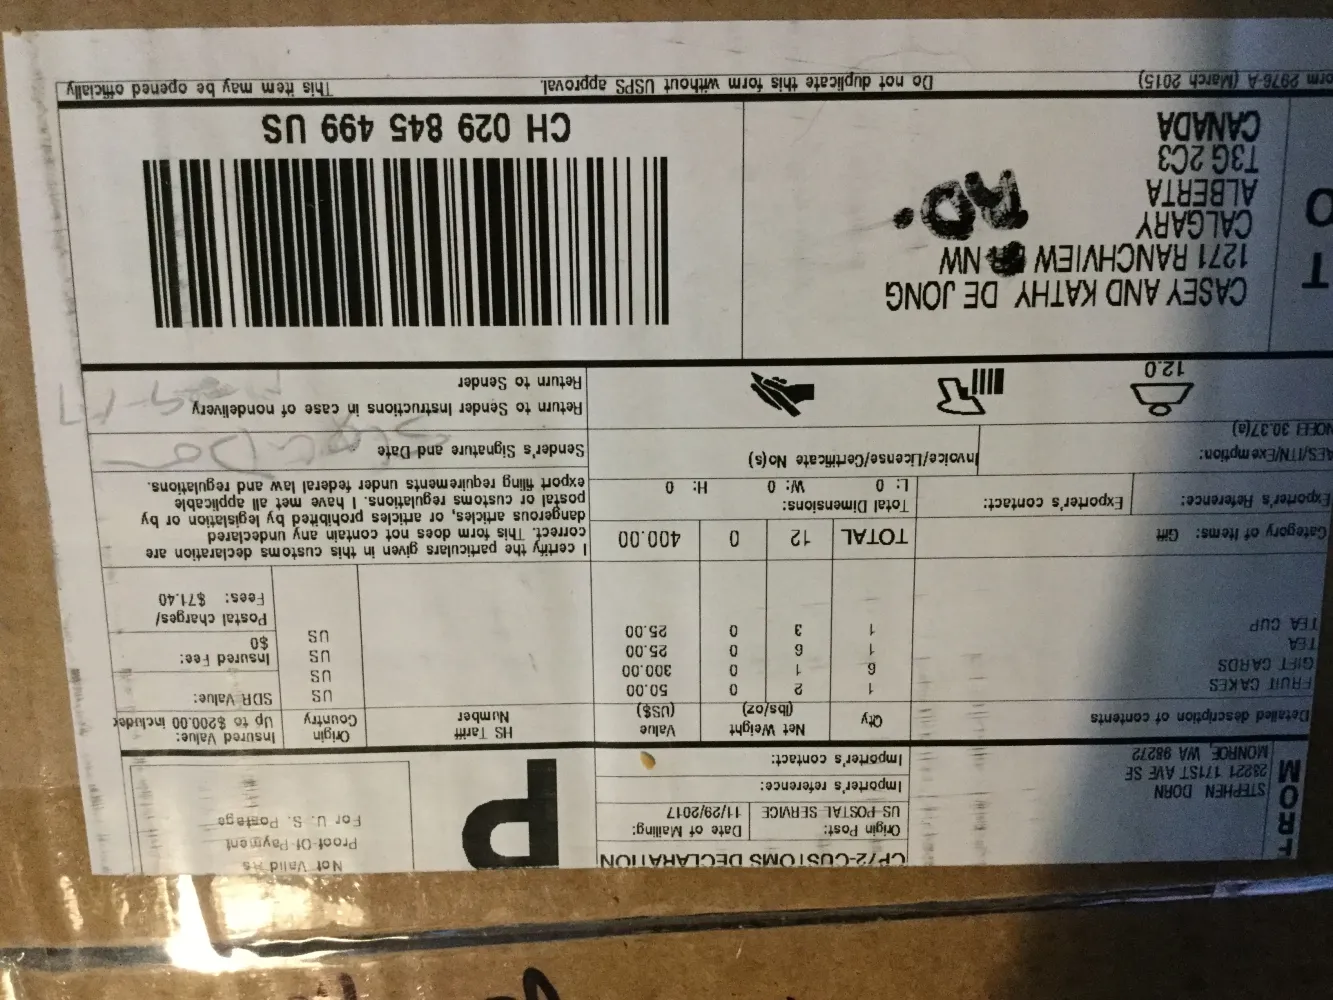 CP72-CUSTOMS DECLARATION
P
Not Valid As
Proof Of Payment
For U. S. Postage
STEPHEN DORN
28221 171ST AVE SE
MONROE, WA 98272
Origin Post:
US POSTAL SERVICE
Date of Mailing:
11/29/2017
Importer's reference:
Importer's contact:
Detailed description of contents
Qty
Net Weight
(lbs/oz)
Value
(US$)
HS Tariff
Number
Origin
Country
Insured Value:
Up to $200.00 includec
FRUIT CAKES 1 2 0 50.00 US
GIFT CARDS 6 1 0 300.00 US
TEA 1 6 0 25.00 US
TEA CUP 1 3 0 25.00 US
SDR Value:
Insured Fee:
$0
Postal charges/
Fees: $71.40
Category of Items: Gift
TOTAL 12 0 400.00
I certify the particulars given in this customs declaration are
correct. This form does not contain any undeclared
dangerous articles, or articles prohibited by legislation or by
postal or customs regulations. I have met all applicable
export filing requirements under federal law and regulations.
Exporter's Reference:
Exporter's contact:
Total Dimensions:
L: 0 W: 0 H: 0
AES/ITN/Exemption:
NOEEI 30.37(a)
Invoice/License/Certificate No(s)
Sender's Signature and Date
Return to Sender Instructions in case of nondelivery
Return to Sender
12.0
T
O
CASEY AND KATHY DE JONG
1271 RANCHVIEW NW
RD.
CALGARY
ALBERTA
T3G 2C3
CANADA
CH 029 845 499 US
orm 2976-A (March 2015)
Do not duplicate this form without USPS approval.
This item may be opened officially